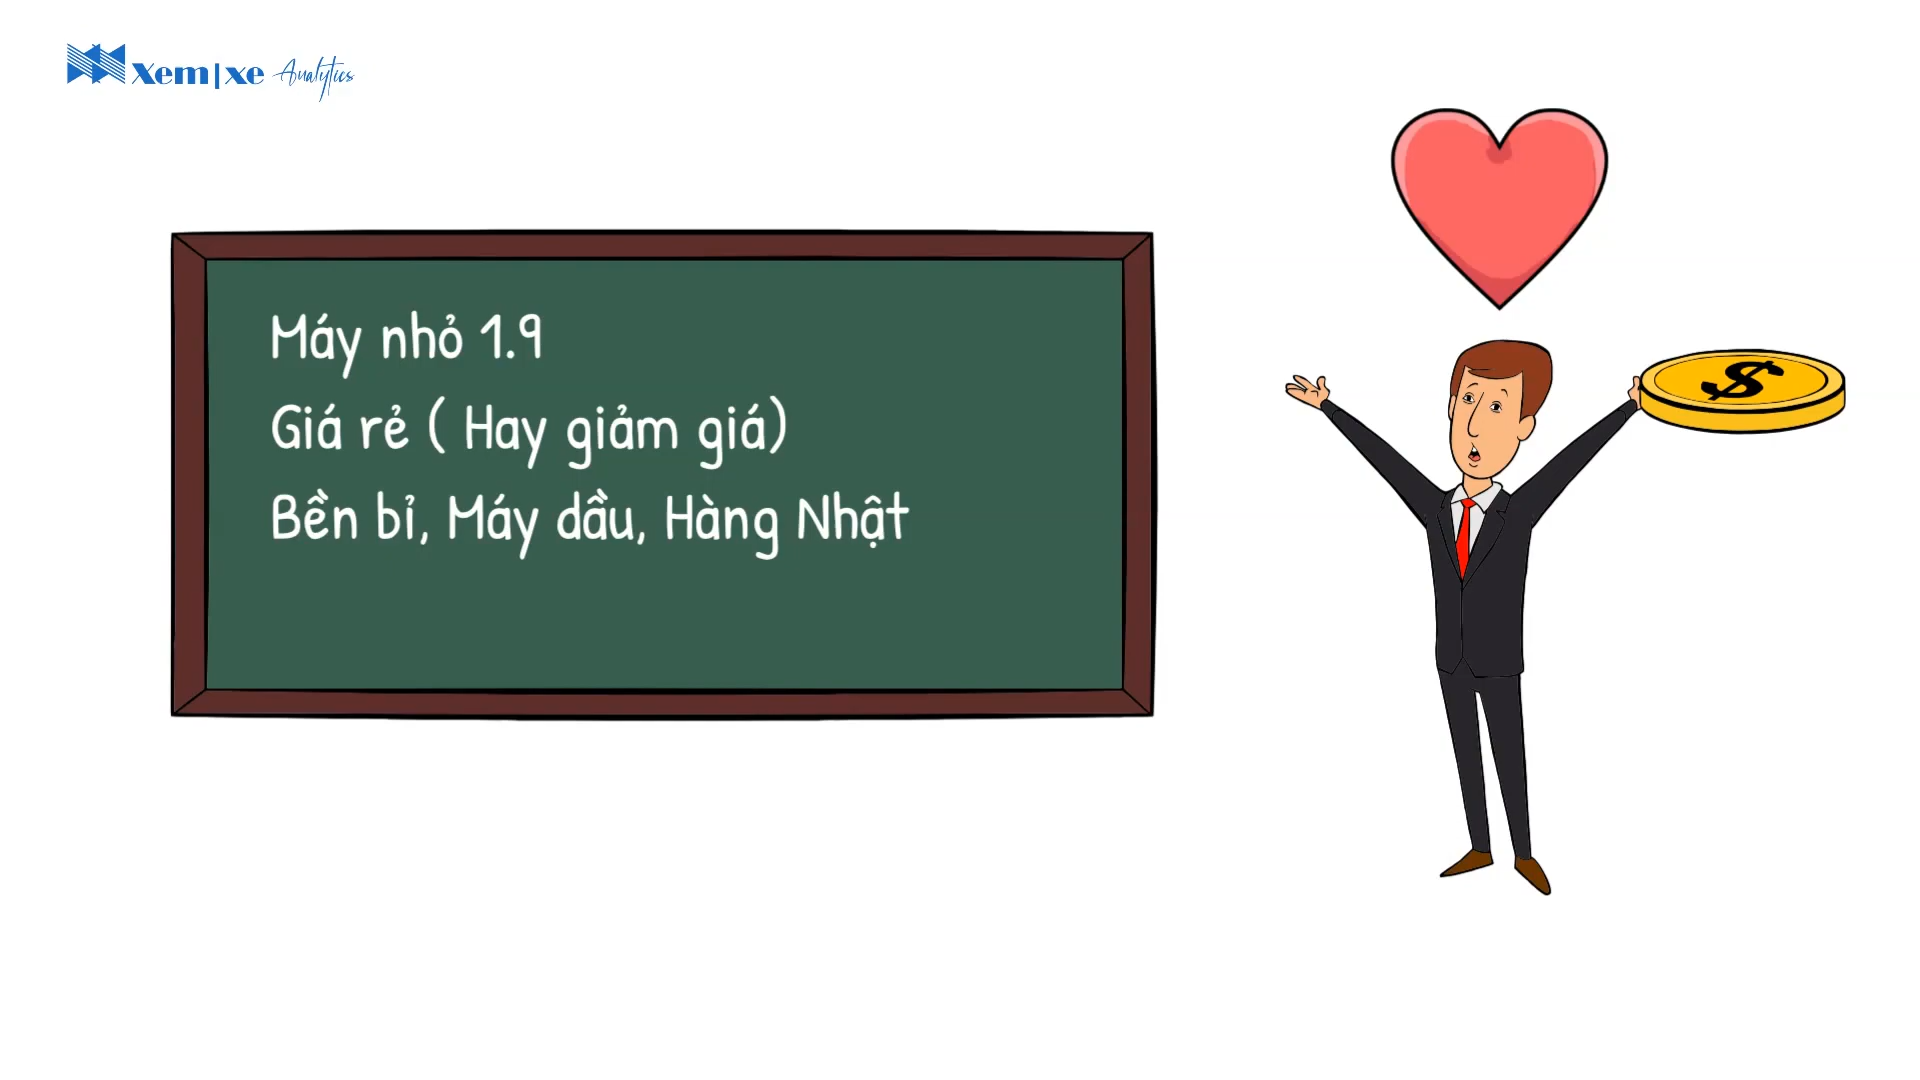 Xem|xe Analytics
Máy nhỏ 1.9
Giá rẻ ( Hay giảm giá)
Bền bỉ, Máy dầu, Hàng Nhật
$